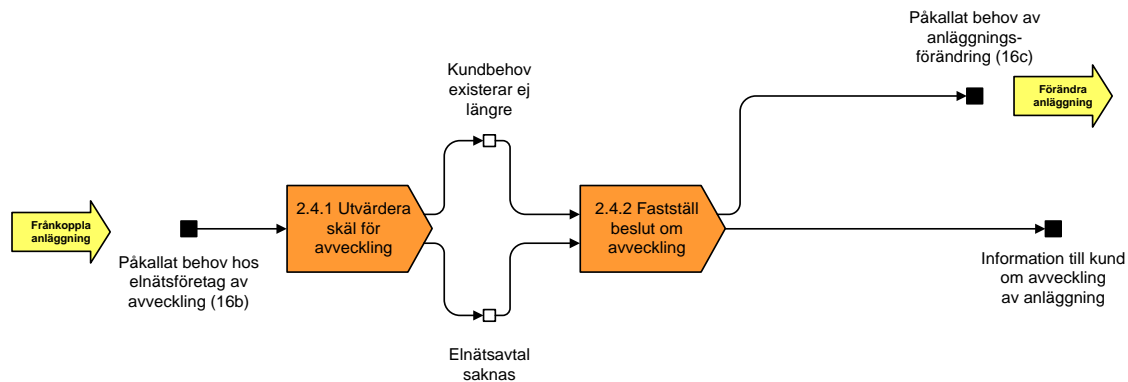 Påkallat behov av
anläggnings-
förändring (16c)
Förändra
anläggning
Kundbehov
existerar ej
längre
2.4.1 Utvärdera
skäl för
avveckling
2.4.2 Fastställ
beslut om
avveckling
Frånkoppla
anläggning
Påkallat behov hos
elnätsföretag av
avveckling (16b)
Information till kund
om avveckling
av anläggning
Elnätsavtal
saknas